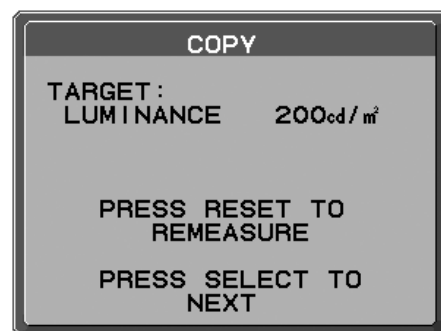 COPY
TARGET:
LUMINANCE 200cd/㎡
PRESS RESET TO
REMEASURE
PRESS SELECT TO
NEXT